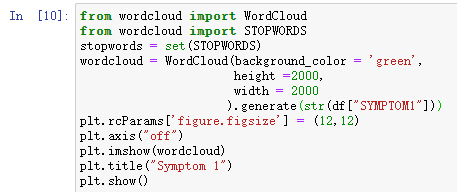 In [10]:
from wordcloud import WordCloud
from wordcloud import STOPWORDS
stopwords = set(STOPWORDS)
wordcloud = WordCloud(background_color = 'green',
height =2000,
width = 2000
).generate(str(df["SYMPTOM1"]))
plt.rcParams['figure.figsize'] = (12,12)
plt.axis("off")
plt.imshow(wordcloud)
plt.title("Symptom 1")
plt.show()